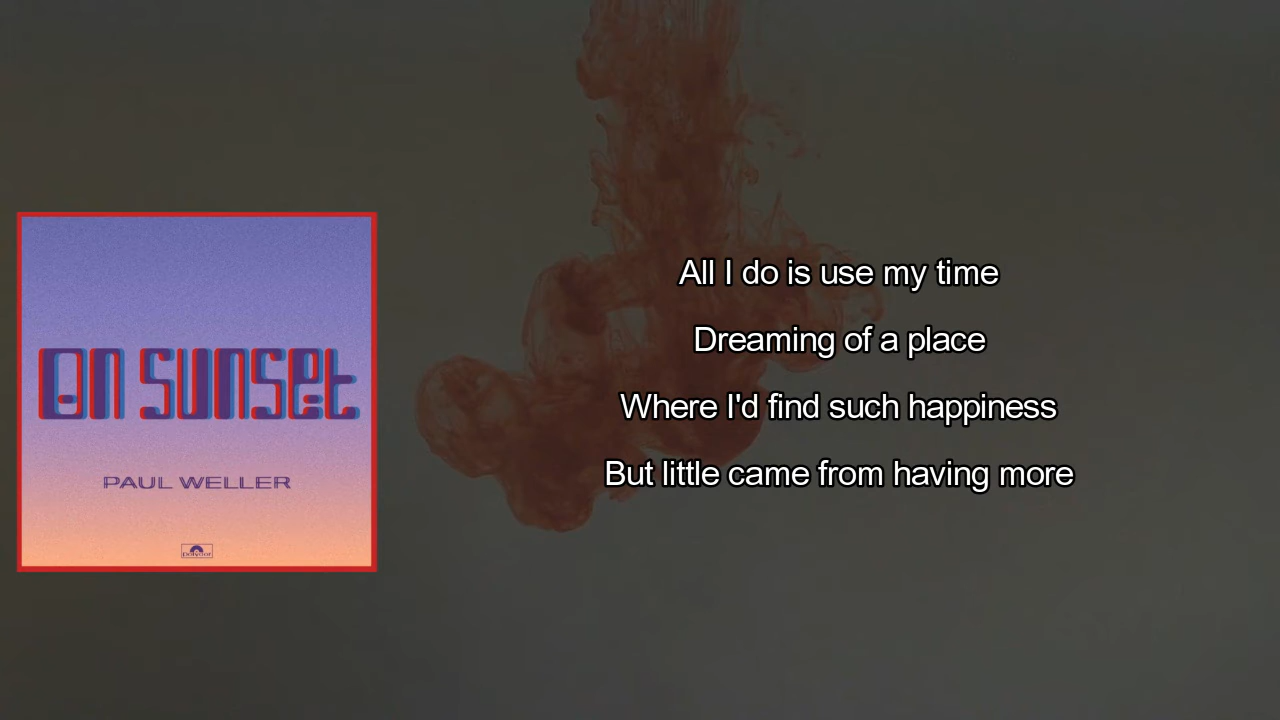 On Sunset
PAUL WELLER
polydor
All I do is use my time
Dreaming of a place
Where I'd find such happiness
But little came from having more